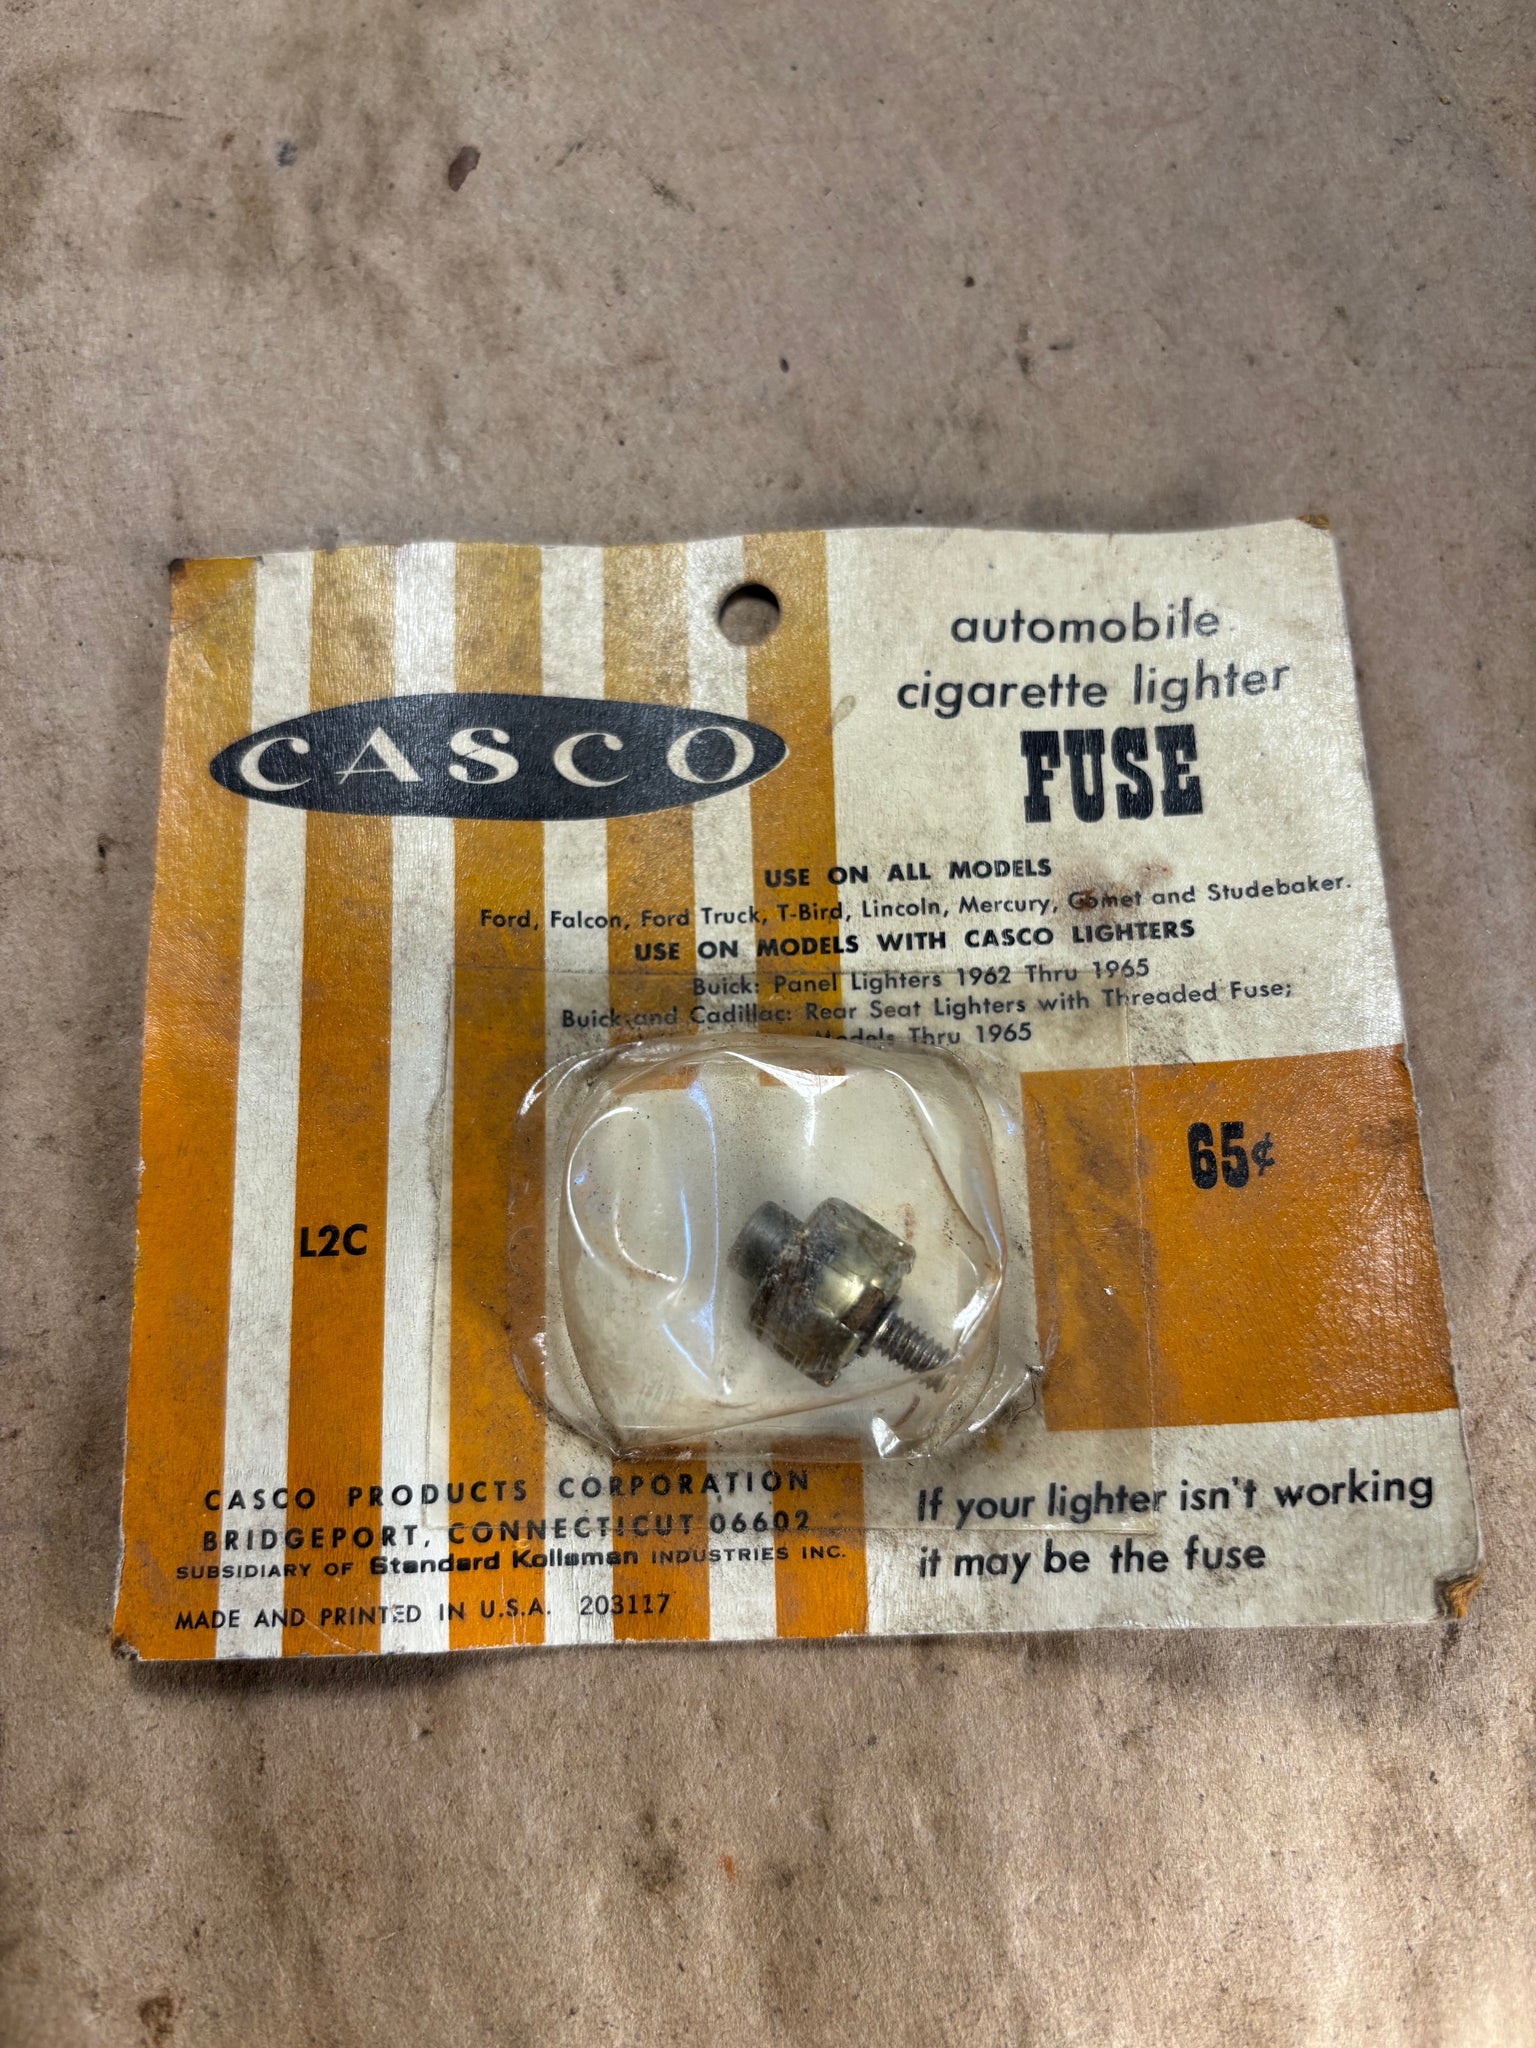 CASCO
automobile
cigarette lighter
FUSE
USE ON ALL MODELS
Ford, Falcon, Ford Truck, T-Bird, Lincoln, Mercury, Comet and Studebaker.
USE ON MODELS WITH CASCO LIGHTERS
Buick: Panel Lighters 1962 Thru 1965
Buick and Cadillac: Rear Seat Lighters with Threaded Fuse;
Models Thru 1965
65¢
L2C
CASCO PRODUCTS CORPORATION
BRIDGEPORT, CONNECTICUT 06602
SUBSIDIARY OF Standard Kollsman INDUSTRIES INC.
MADE AND PRINTED IN U.S.A. 203117
If your lighter isn't working
it may be the fuse